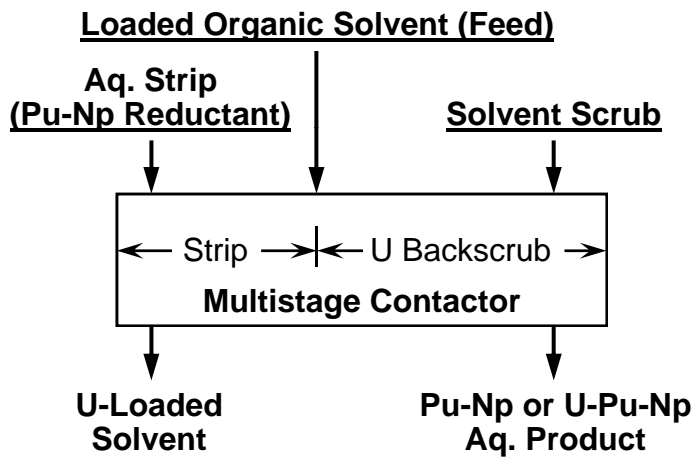 Loaded Organic Solvent (Feed)
Aq. Strip
(Pu-Np Reductant)
Solvent Scrub
Strip
U Backscrub
Multistage Contactor
U-Loaded
Solvent
Pu-Np or U-Pu-Np
Aq. Product